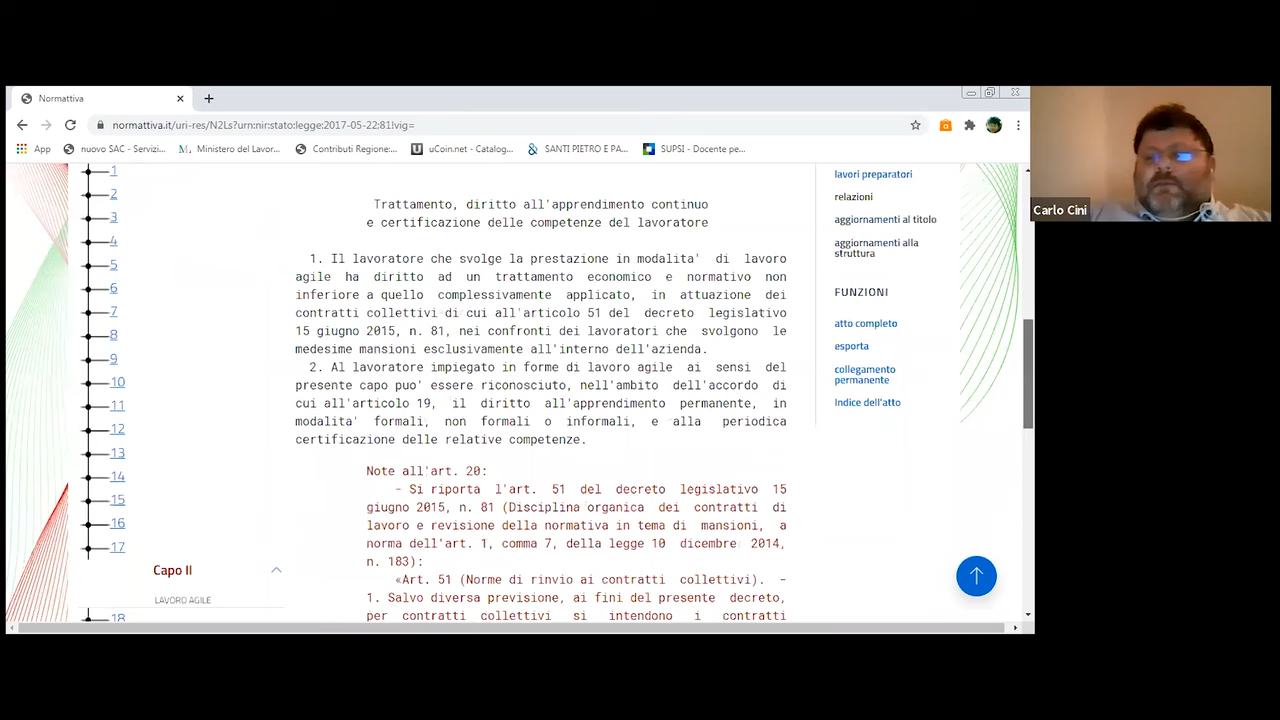 Normattiva
normattiva.it/uri-res/N2Ls?urn:nir:stato:legge:2017-05-22;81!vig=
App
nuovo SAC - Servizi...
Ministero del Lavor...
Contributi Regione:...
uCoin.net - Catalog...
SANTI PIETRO E PA...
SUPSI - Docente pe...
1
2
3
4
5
6
7
8
9
10
11
12
13
14
15
16
17
Capo II
LAVORO AGILE
18
Trattamento, diritto all'apprendimento continuo
e certificazione delle competenze del lavoratore
1. Il lavoratore che svolge la prestazione in modalita' di lavoro
agile ha diritto ad un trattamento economico e normativo non
inferiore a quello complessivamente applicato, in attuazione dei
contratti collettivi di cui all'articolo 51 del decreto legislativo
15 giugno 2015, n. 81, nei confronti dei lavoratori che svolgono le
medesime mansioni esclusivamente all'interno dell'azienda.
2. Al lavoratore impiegato in forme di lavoro agile ai sensi del
presente capo puo' essere riconosciuto, nell'ambito dell'accordo di
cui all'articolo 19, il diritto all'apprendimento permanente, in
modalita' formali, non formali o informali, e alla periodica
certificazione delle relative competenze.
Note all'art. 20:
- Si riporta l'art. 51 del decreto legislativo 15
giugno 2015, n. 81 (Disciplina organica dei contratti di
lavoro e revisione della normativa in tema di mansioni, a
norma dell'art. 1, comma 7, della legge 10 dicembre 2014,
n. 183):
«Art. 51 (Norme di rinvio ai contratti collettivi). -
1. Salvo diversa previsione, ai fini del presente decreto,
per contratti collettivi si intendono i contratti
lavori preparatori
relazioni
aggiornamenti al titolo
aggiornamenti alla
struttura
FUNZIONI
atto completo
esporta
collegamento
permanente
Indice dell'atto
Carlo Cini